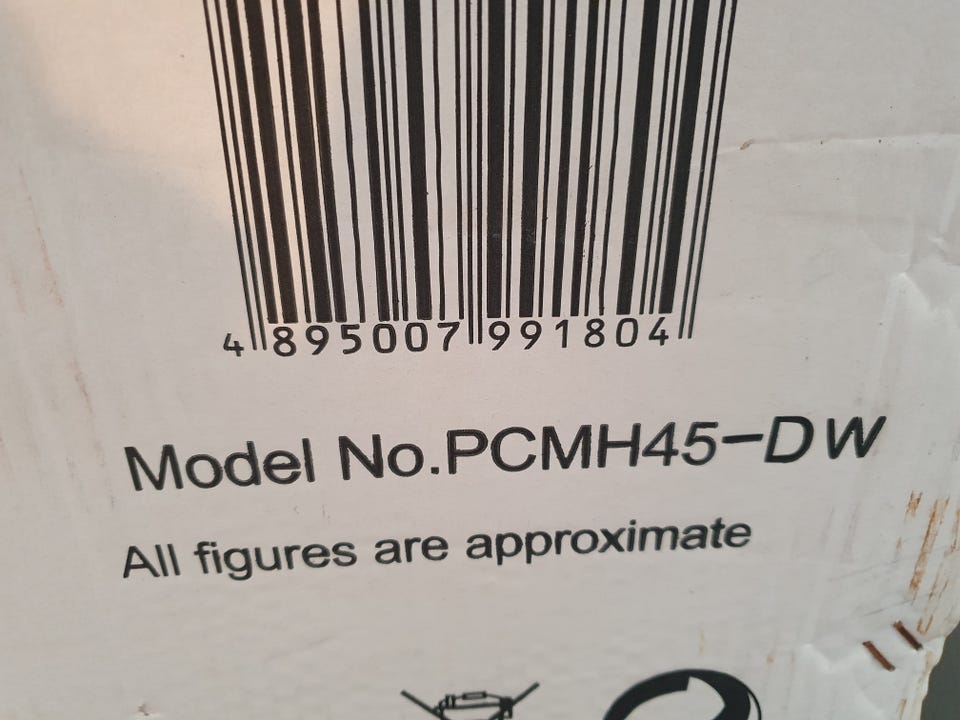 4 895007 991804
Model No.PCMH45-DW
All figures are approximate